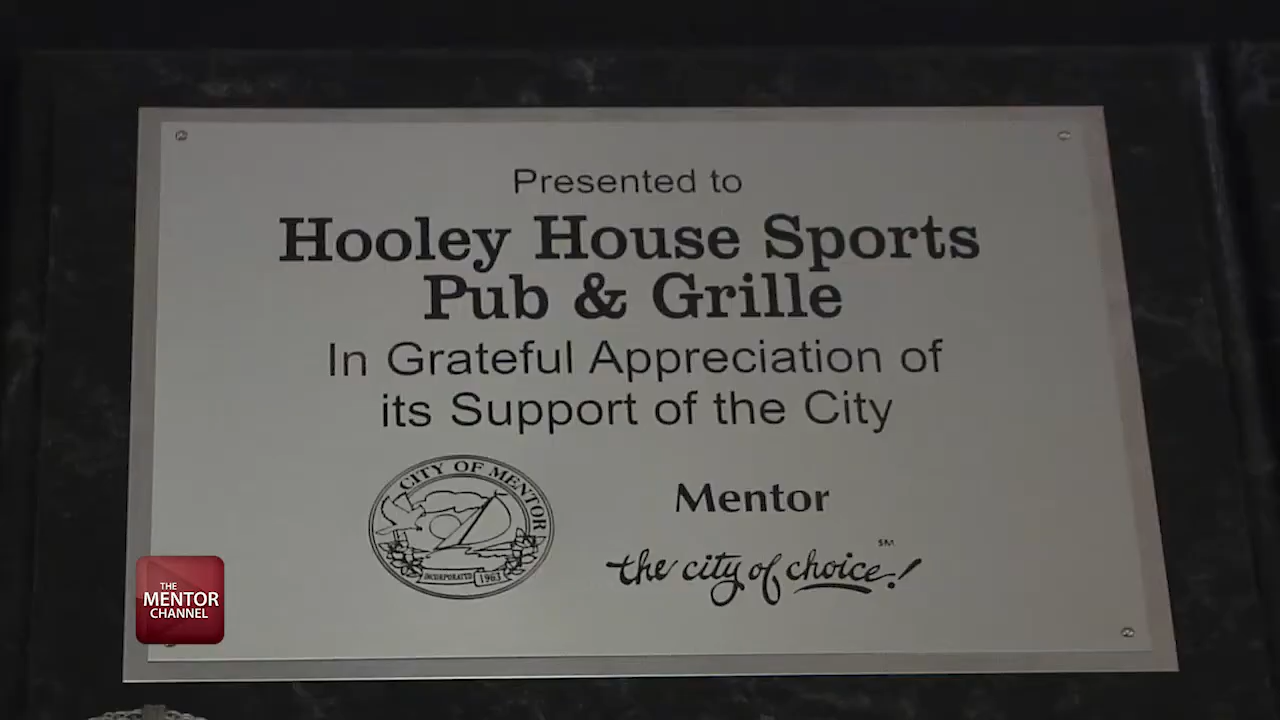 Presented to
Hooley House Sports
Pub & Grille
In Grateful Appreciation of
its Support of the City
CITY OF MENTOR
INCORPORATED 1963
Mentor
the city of choice! SM
THE
MENTOR
CHANNEL